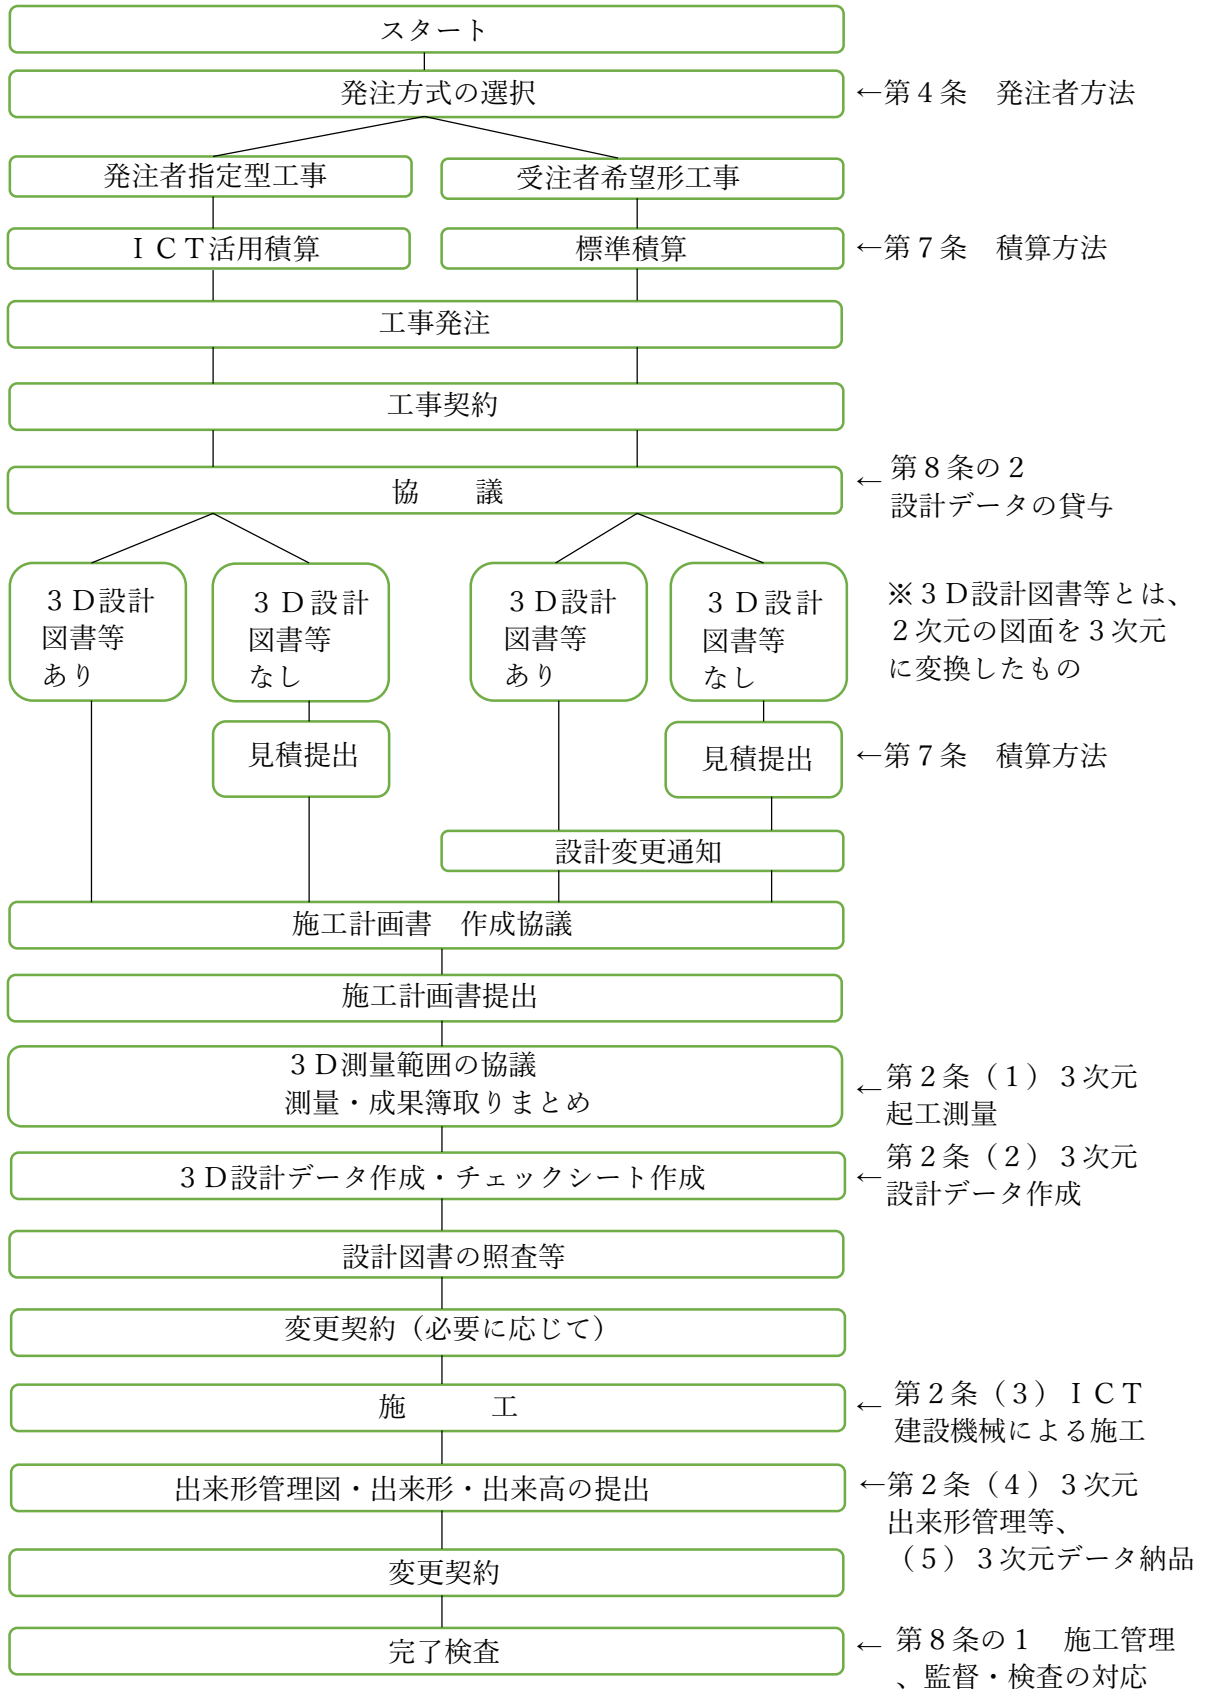 スタート
発注方式の選択
←第４条　発注者方法
発注者指定型工事
受注者希望形工事
ＩＣＴ活用積算
標準積算
←第７条　積算方法
工事発注
工事契約
協　　議
←第８条の２
設計データの貸与
３Ｄ設計
図書等
あり
３Ｄ設計
図書等
なし
３Ｄ設計
図書等
あり
３Ｄ設計
図書等
なし
※３Ｄ設計図書等とは、
２次元の図面を３次元
に変換したもの
見積提出
見積提出
←第７条　積算方法
設計変更通知
施工計画書　作成協議
施工計画書提出
３Ｄ測量範囲の協議
測量・成果簿取りまとめ
←第２条（１）３次元
起工測量
３Ｄ設計データ作成・チェックシート作成
←第２条（２）３次元
設計データ作成
設計図書の照査等
変更契約（必要に応じて）
施　　　工
←第２条（３）ＩＣＴ
建設機械による施工
出来形管理図・出来形・出来高の提出
←第２条（４）３次元
出来形管理等、
（５）３次元データ納品
変更契約
完了検査
←第８条の１　施工管理
、監督・検査の対応